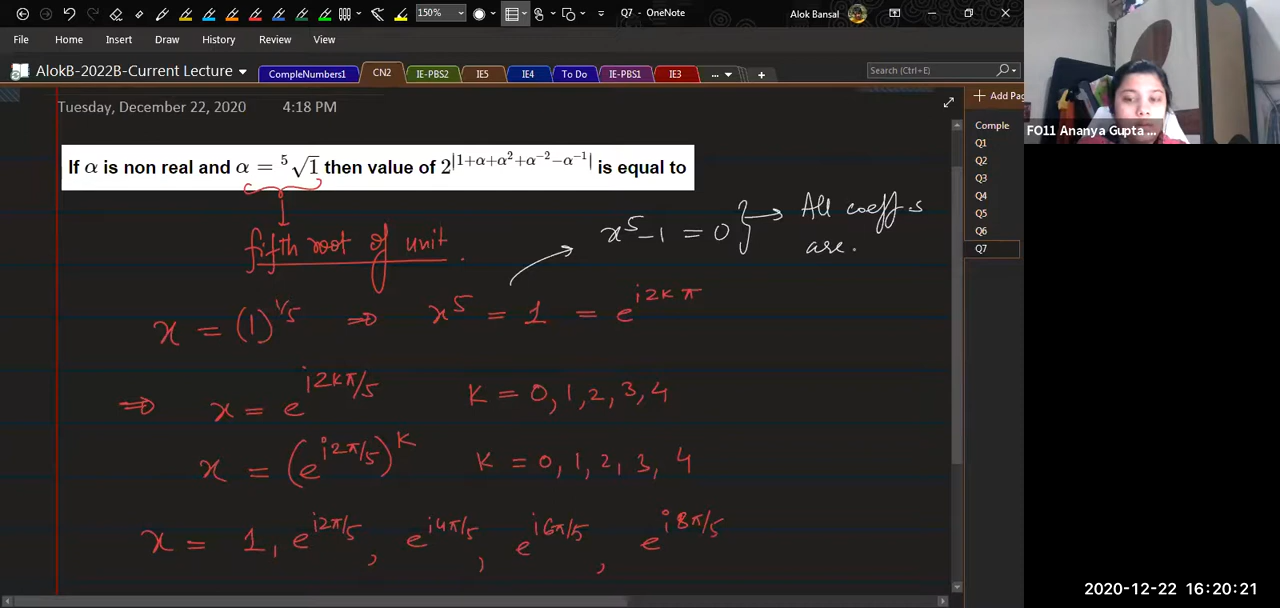 150%
Q7 - OneNote
Alok Bansal
File Home Insert Draw History Review View
AlokB-2022B-Current Lecture
CompleNumbers1 CN2 IE-PBS2 IE5 IE4 To Do IE-PBS1 IE3 ... +
Search (Ctrl+E)
Tuesday, December 22, 2020 4:18 PM
+ Add Pag
Comple
Q1
Q2
Q3
Q4
Q5
Q6
Q7
FO11 Ananya Gupta ...
If α is non real and α = ⁵√1 then value of 2^|1+α+α²+α⁻²−α⁻¹| is equal to
fifth root of unit.
x⁵ − 1 = 0 } → All coeff·s
are.
x = (1)^1/5 ⇒ x⁵ = 1 = e^i2kπ
⇒ x = e^i2kπ/5 K = 0, 1, 2, 3, 4
x = (e^i2π/5)^K K = 0, 1, 2, 3, 4
x = 1, e^i2π/5, e^i4π/5, e^i6π/5, e^i8π/5
2020-12-22 16:20:21